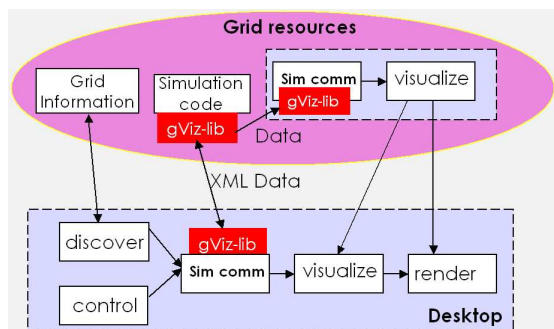 Grid resources
Grid
Information
Simulation
code
gViz-lib
Sim comm
gViz-lib
visualize
Data
XML Data
discover
control
gViz-lib
Sim comm
visualize
render
Desktop